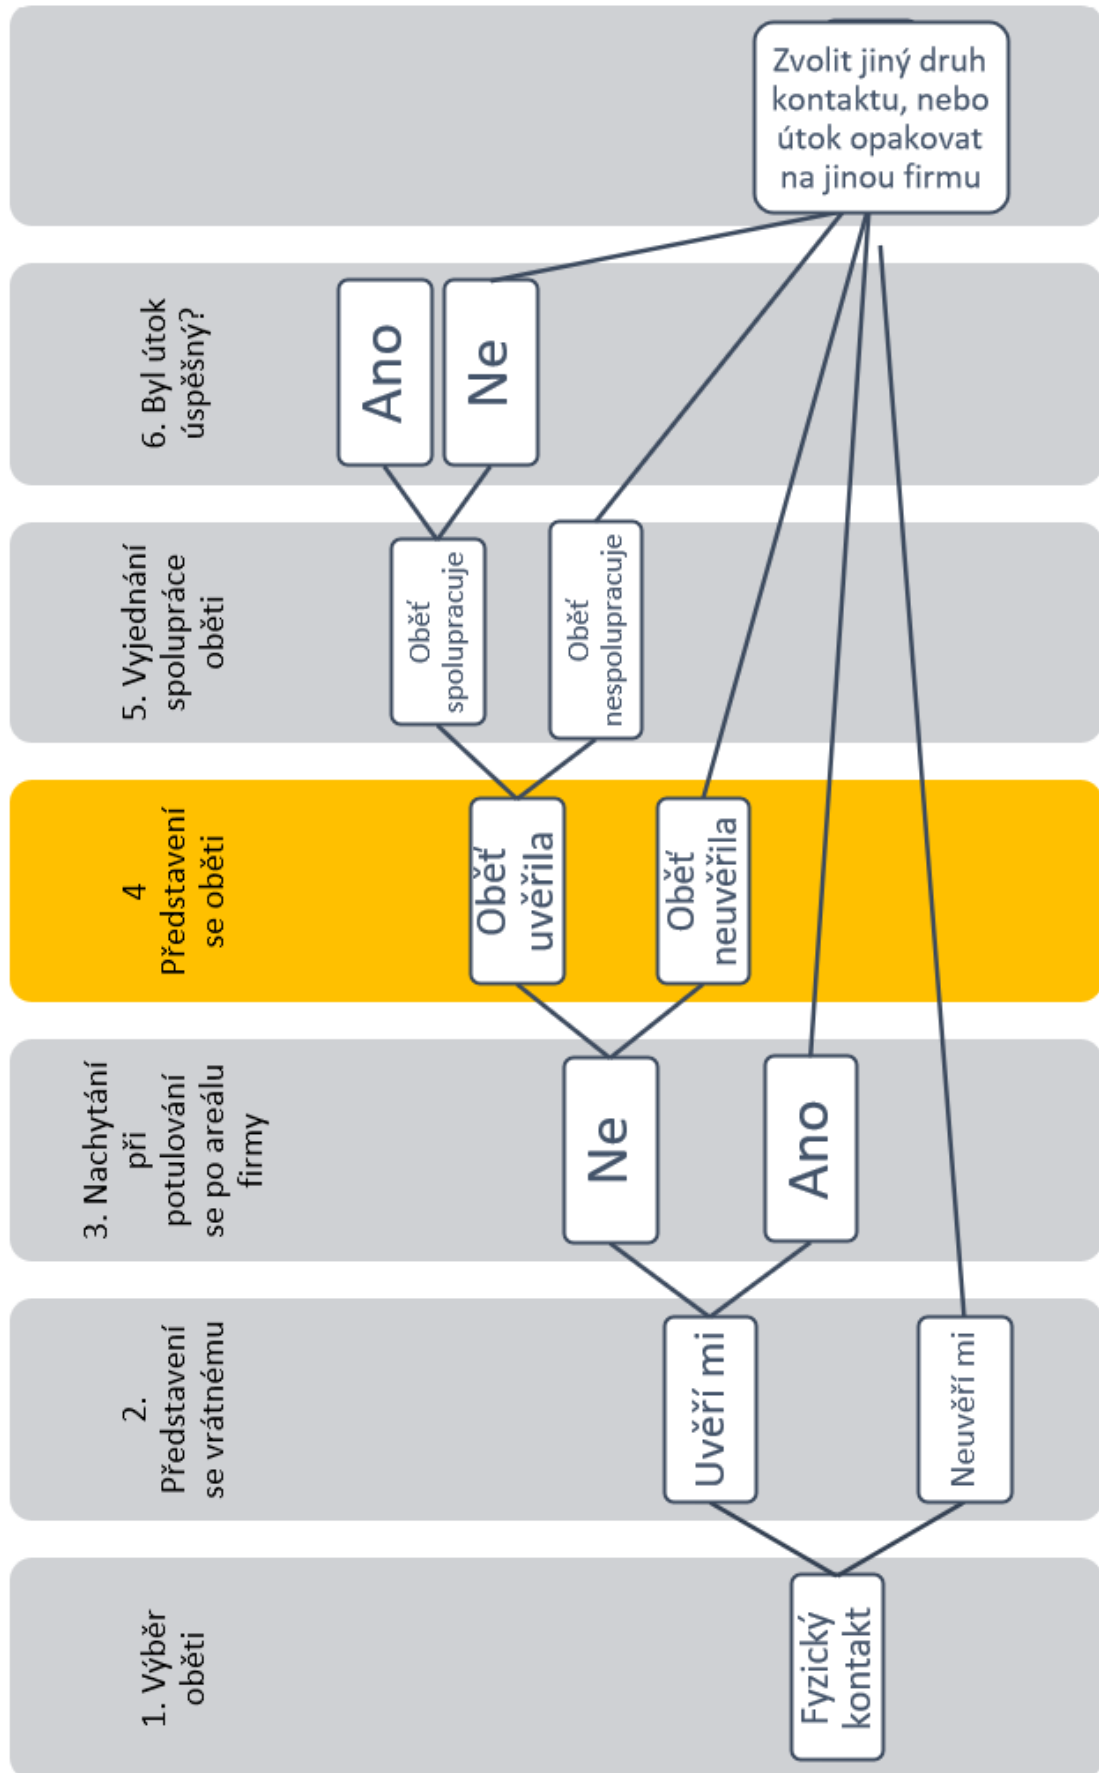 1. Výběr
oběti
Fyzický
kontakt
2.
Představení
se vrátnému
Uvěří mi
Neuvěří mi
3. Nachytání
při
potulování
se po areálu
firmy
Ne
Ano
4
Představení
se oběti
Oběť
uvěřila
Oběť
neuvěřila
5. Vyjednání
spolupráce
oběti
Oběť
spolupracuje
Oběť
nespolupracuje
6. Byl útok
úspěšný?
Ano
Ne
Zvolit jiný druh
kontaktu, nebo
útok opakovat
na jinou firmu